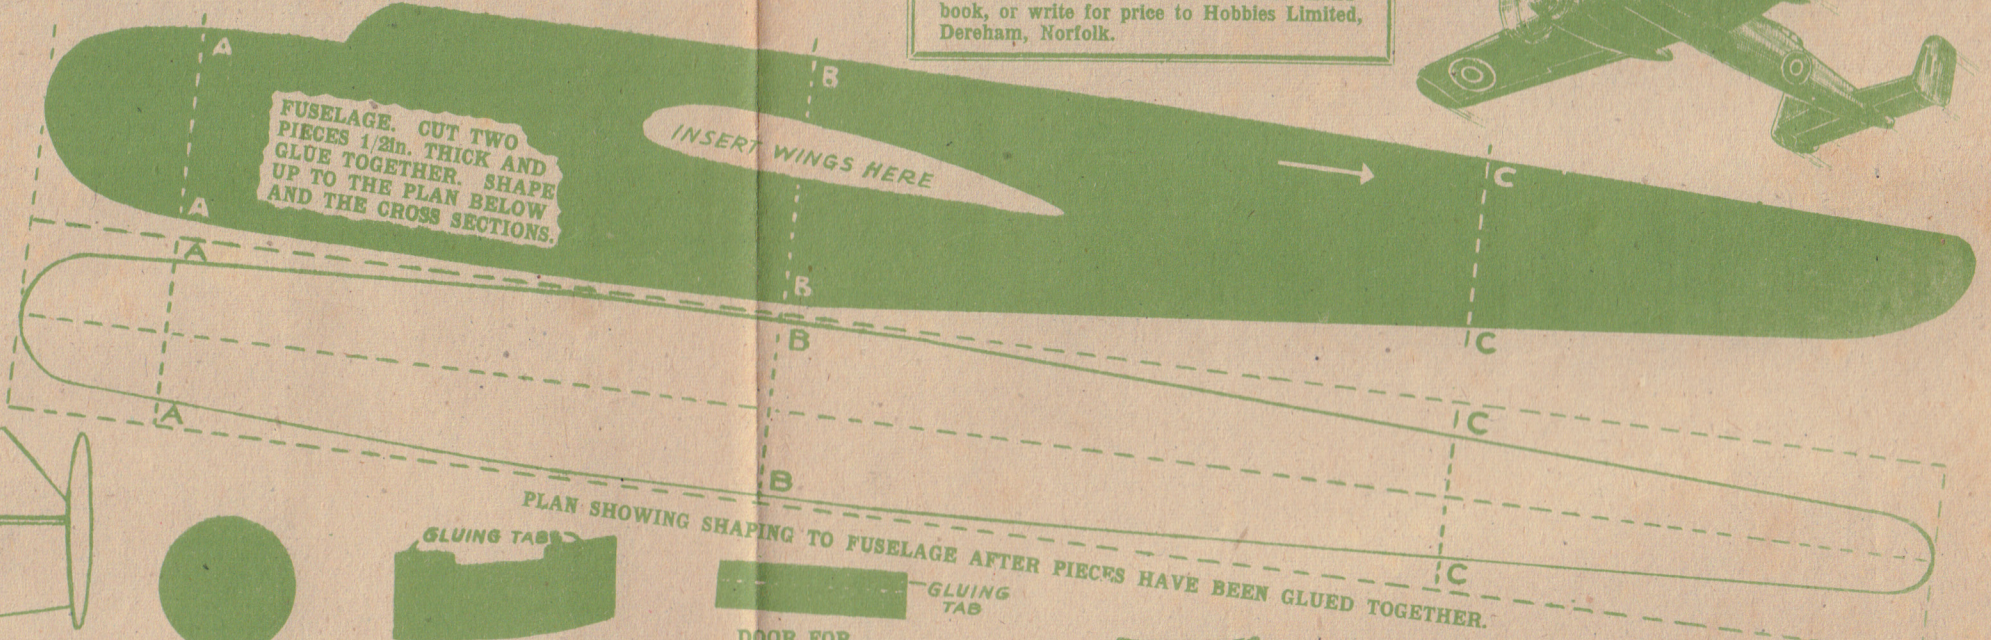 book, or write for price to Hobbies Limited,
Dereham, Norfolk.
A
B
FUSELAGE. CUT TWO
PIECES 1/2in. THICK AND
GLUE TOGETHER. SHAPE
UP TO THE PLAN BELOW
AND THE CROSS SECTIONS.
INSERT WINGS HERE
C
A
B
C
A
B
C
A
B
C
PLAN SHOWING SHAPING TO FUSELAGE AFTER PIECES HAVE BEEN GLUED TOGETHER.
GLUING TABS
GLUING
TAB
DOOR FOR